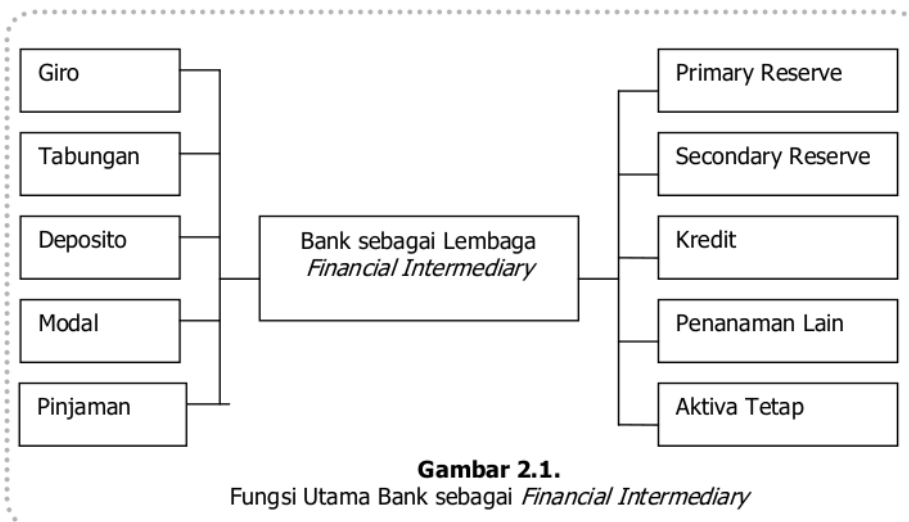 Giro
Tabungan
Deposito
Modal
Pinjaman
Bank sebagai Lembaga
Financial Intermediary
Primary Reserve
Secondary Reserve
Kredit
Penanaman Lain
Aktiva Tetap
Gambar 2.1.
Fungsi Utama Bank sebagai Financial Intermediary